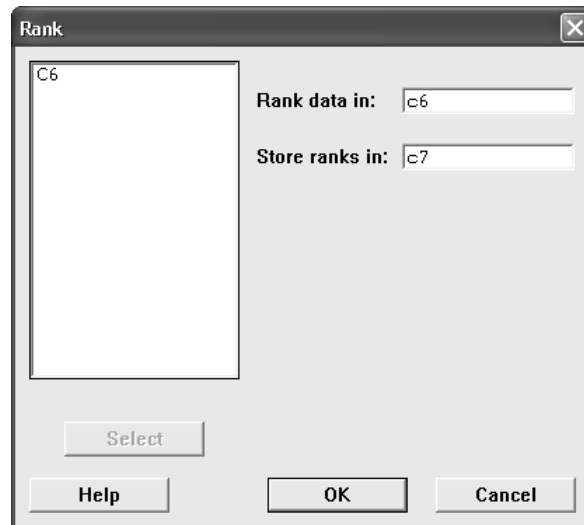 Rank
C6
Rank data in: c6
Store ranks in: c7
Select
Help OK Cancel